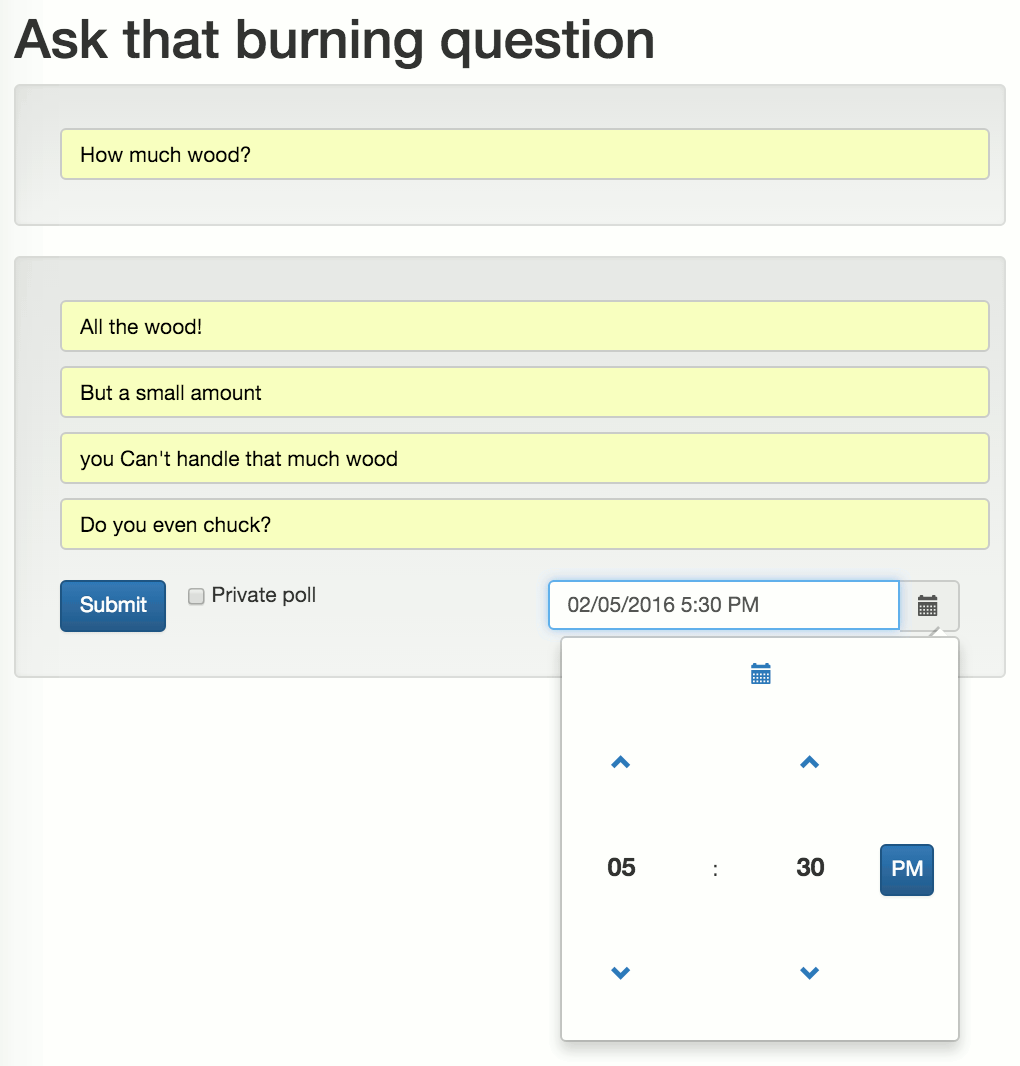 Ask that burning question
How much wood?
All the wood!
But a small amount
you Can't handle that much wood
Do you even chuck?
Submit Private poll 02/05/2016 5:30 PM
05 : 30 PM